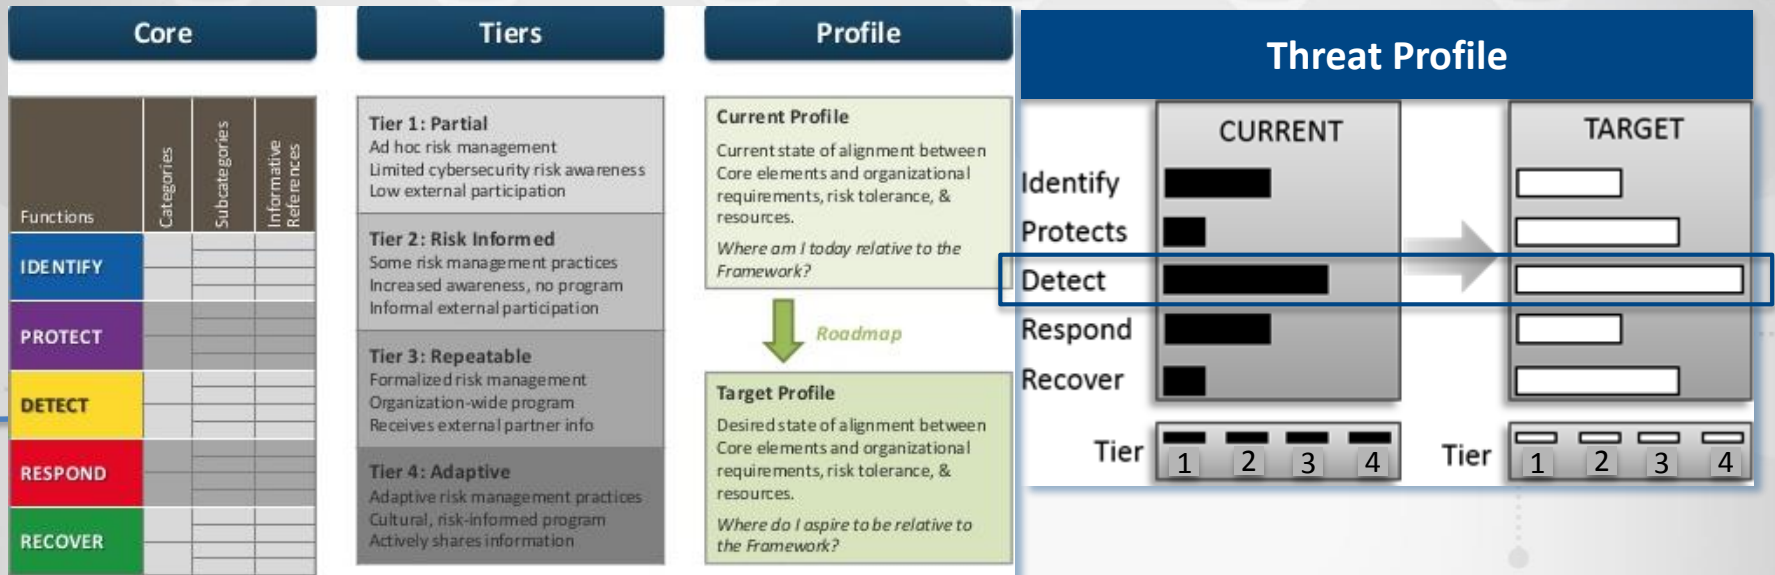 Core
Functions
Categories
Subcategories
Informative
References
IDENTIFY
PROTECT
DETECT
RESPOND
RECOVER
Tiers
Tier 1: Partial
Ad hoc risk management
Limited cybersecurity risk awareness
Low external participation
Tier 2: Risk Informed
Some risk management practices
Increased awareness, no program
Informal external participation
Tier 3: Repeatable
Formalized risk management
Organization-wide program
Receives external partner info
Tier 4: Adaptive
Adaptive risk management practices
Cultural, risk-informed program
Actively shares information
Profile
Current Profile
Current state of alignment between
Core elements and organizational
requirements, risk tolerance, &
resources.
Where am I today relative to the
Framework?
Roadmap
Target Profile
Desired state of alignment between
Core elements and organizational
requirements, risk tolerance, &
resources.
Where do I aspire to be relative to
the Framework?
Threat Profile
CURRENT
TARGET
Identify
Protects
Detect
Respond
Recover
Tier
1 2 3 4
Tier
1 2 3 4